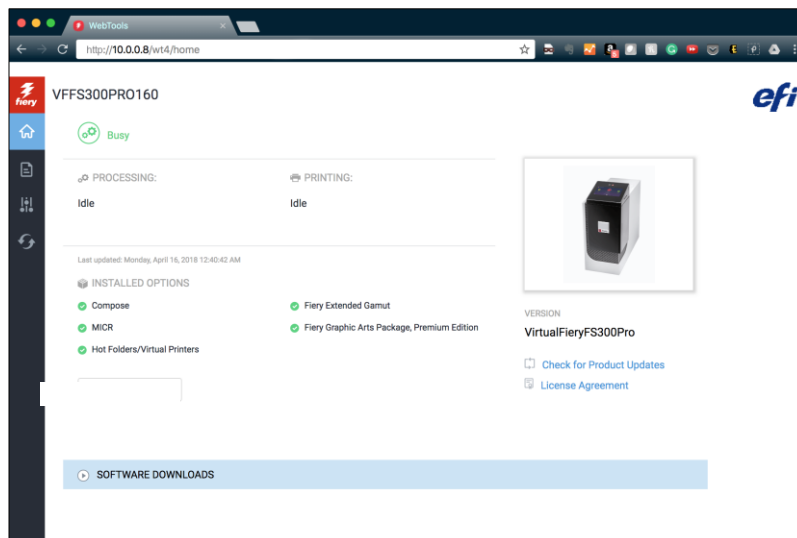 WebTools
http://10.0.0.8/wt4/home
fiery
VFFS300PRO160
efi
Busy
PROCESSING:
PRINTING:
Idle
Idle
Last updated: Monday, April 16, 2018 12:40:42 AM
INSTALLED OPTIONS
Compose
Fiery Extended Gamut
MICR
Fiery Graphic Arts Package, Premium Edition
Hot Folders/Virtual Printers
VERSION
VirtualFieryFS300Pro
Check for Product Updates
License Agreement
SOFTWARE DOWNLOADS